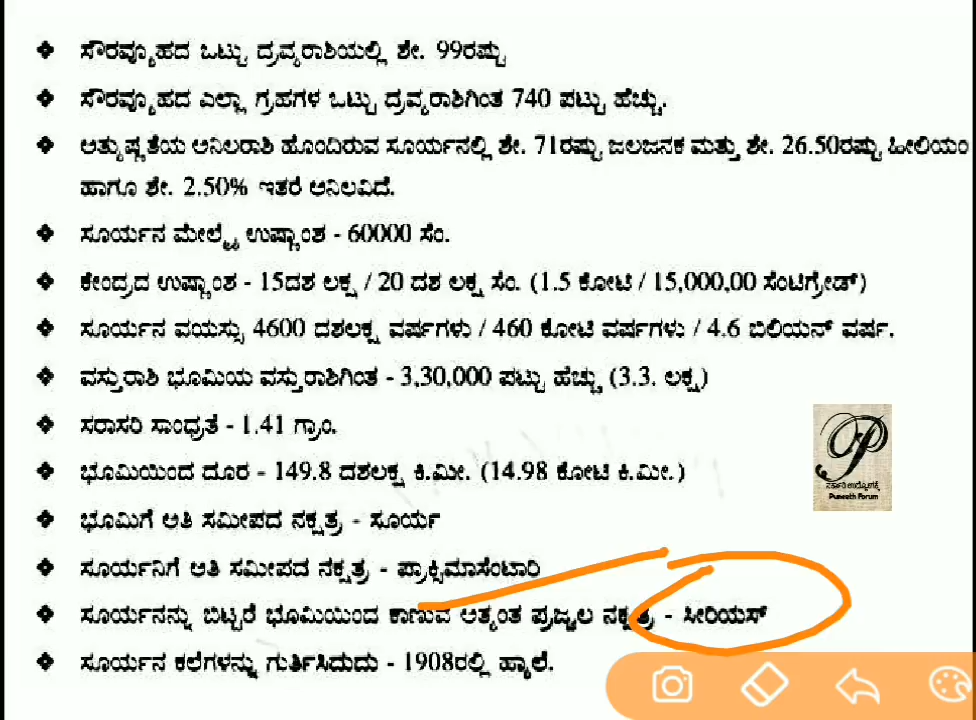 ❖ ಸೌರವ್ಯೂಹದ ಒಟ್ಟು ದ್ರವ್ಯರಾಶಿಯಲ್ಲಿ ಶೇ. 99ರಷ್ಟು
❖ ಸೌರವ್ಯೂಹದ ಎಲ್ಲಾ ಗ್ರಹಗಳ ಒಟ್ಟು ದ್ರವ್ಯರಾಶಿಗಿಂತ 740 ಪಟ್ಟು ಹೆಚ್ಚು.
❖ ಅತ್ಯುಷ್ಣತೆಯ ಅನಿಲರಾಶಿ ಹೊಂದಿರುವ ಸೂರ್ಯನಲ್ಲಿ ಶೇ. 71ರಷ್ಟು ಜಲಜನಕ ಮತ್ತು ಶೇ. 26.50ರಷ್ಟು ಹೀಲಿಯಂ
ಹಾಗೂ ಶೇ. 2.50% ಇತರೆ ಅನಿಲವಿದೆ.
❖ ಸೂರ್ಯನ ಮೇಲ್ಮೈ ಉಷ್ಣಾಂಶ - 60000 ಸೆಂ.
❖ ಕೇಂದ್ರದ ಉಷ್ಣಾಂಶ - 15ದಶ ಲಕ್ಷ / 20 ದಶ ಲಕ್ಷ ಸೆಂ. (1.5 ಕೋಟಿ / 15,000,00 ಸೆಂಟಿಗ್ರೇಡ್)
❖ ಸೂರ್ಯನ ವಯಸ್ಸು 4600 ದಶಲಕ್ಷ ವರ್ಷಗಳು / 460 ಕೋಟಿ ವರ್ಷಗಳು / 4.6 ಬಿಲಿಯನ್ ವರ್ಷ.
❖ ವಸ್ತುರಾಶಿ ಭೂಮಿಯ ವಸ್ತುರಾಶಿಗಿಂತ - 3,30,000 ಪಟ್ಟು ಹೆಚ್ಚು (3.3. ಲಕ್ಷ)
❖ ಸರಾಸರಿ ಸಾಂಧ್ರತೆ - 1.41 ಗ್ರಾಂ.
❖ ಭೂಮಿಯಿಂದ ದೂರ - 149.8 ದಶಲಕ್ಷ ಕಿ.ಮೀ. (14.98 ಕೋಟಿ ಕಿ.ಮೀ.)
❖ ಭೂಮಿಗೆ ಅತಿ ಸಮೀಪದ ನಕ್ಷತ್ರ - ಸೂರ್ಯ
❖ ಸೂರ್ಯನಿಗೆ ಅತಿ ಸಮೀಪದ ನಕ್ಷತ್ರ - ಪ್ರಾಕ್ಸಿಮಾಸೆಂಟಾರಿ
❖ ಸೂರ್ಯನನ್ನು ಬಿಟ್ಟರೆ ಭೂಮಿಯಿಂದ ಕಾಣುವ ಅತ್ಯಂತ ಪ್ರಜ್ವಲ ನಕ್ಷತ್ರ - ಸೀರಿಯಸ್
❖ ಸೂರ್ಯನ ಕಲೆಗಳನ್ನು ಗುರ್ತಿಸಿದುದು - 1908ರಲ್ಲಿ ಹ್ಯಾಲೆ.
P
Puneeth Forum